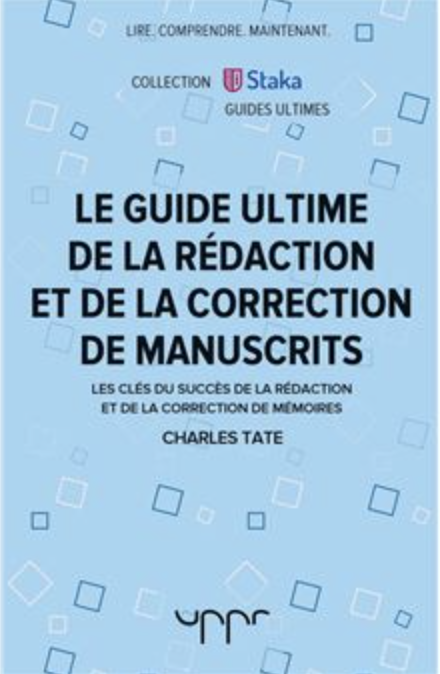 LIRE. COMPRENDRE. MAINTENANT.
COLLECTION Staka
GUIDES ULTIMES
LE GUIDE ULTIME
DE LA RÉDACTION
ET DE LA CORRECTION
DE MANUSCRITS
LES CLÉS DU SUCCÈS DE LA RÉDACTION
ET DE LA CORRECTION DE MÉMOIRES
CHARLES TATE
uppr